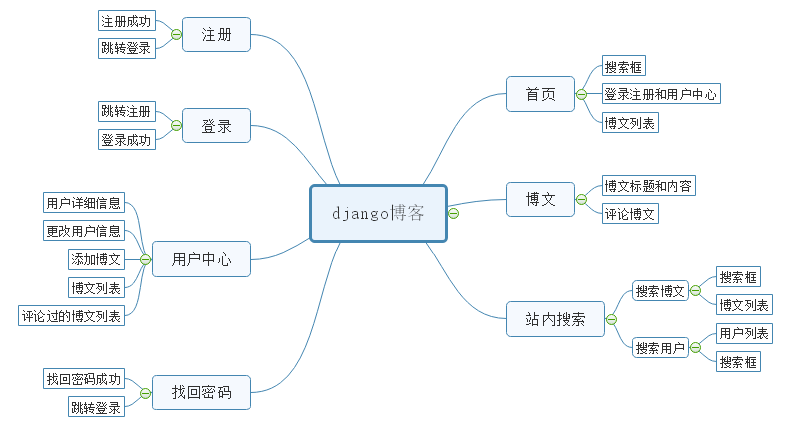 django博客
注册
注册成功
跳转登录
登录
跳转注册
登录成功
用户中心
用户详细信息
更改用户信息
添加博文
博文列表
评论过的博文列表
找回密码
找回密码成功
跳转登录
首页
搜索框
登录注册和用户中心
博文列表
博文
博文标题和内容
评论博文
站内搜索
搜索博文
搜索框
博文列表
搜索用户
用户列表
搜索框